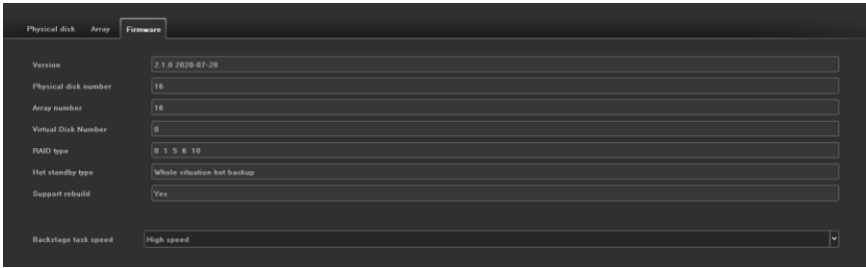 Physical disk Array Firmware
Version 2.1.0 2020-07-28
Physical disk number 16
Array number 16
Virtual Disk Number 0
RAID type 0 1 5 6 10
Hot standby type Whole situation hot backup
Support rebuild Yes
Backstage task speed High speed